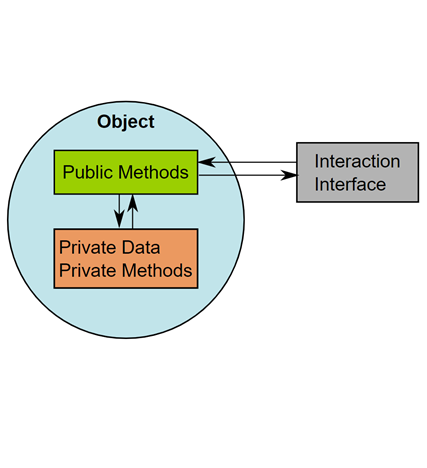 Object
Public Methods
Interaction
Interface
Private Data
Private Methods